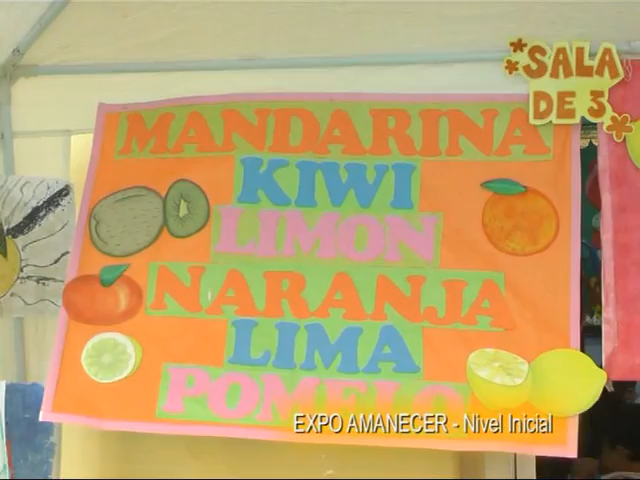 SALA
DE 3
MANDARINA
KIWI
LIMON
NARANJA
LIMA
POMELO
EXPO AMANECER - Nivel Inicial